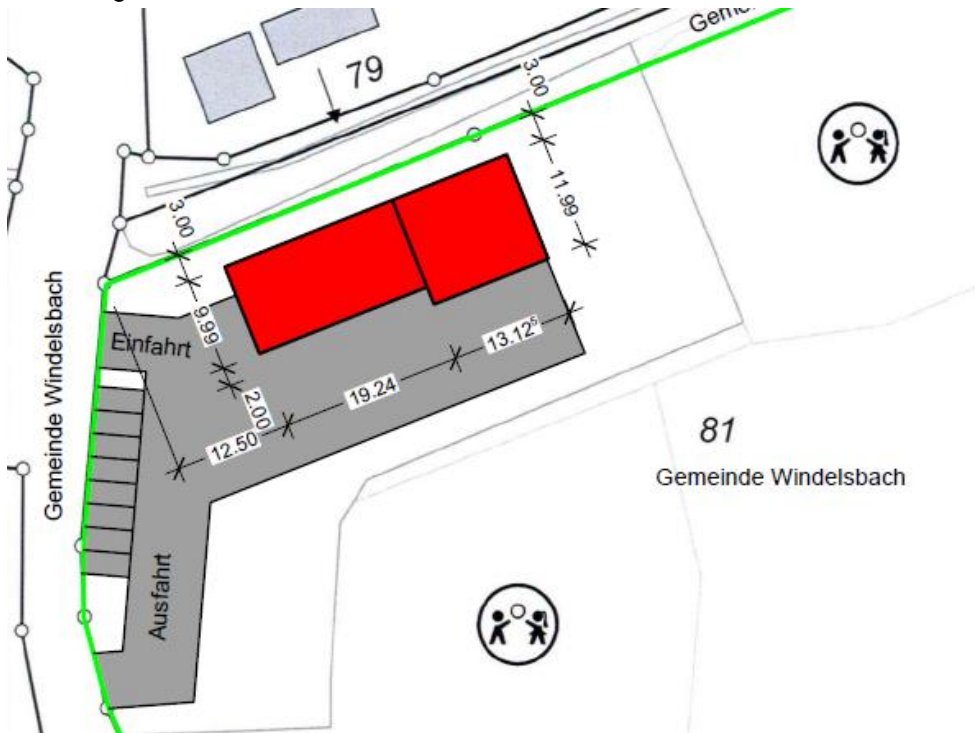 Geme
79
3.00
3.00
11.99
9.99
Einfahrt
13.12⁵
19.24
2.00
12.50
Gemeinde Windelsbach
81
Gemeinde Windelsbach
Ausfahrt